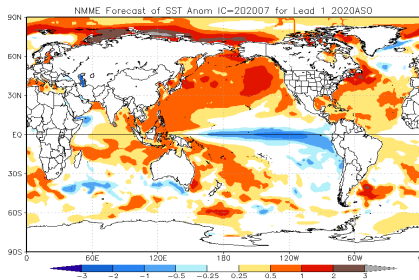 NMME Forecast of SST Anom IC-202007 for Lead 1 2020ASO
90N
60N
30N
EQ
30S
60S
90S
0 60E 120E 180 120W 60W
-3 -2 -1 -0.5 -0.25 0.25 0.5 1 2 3